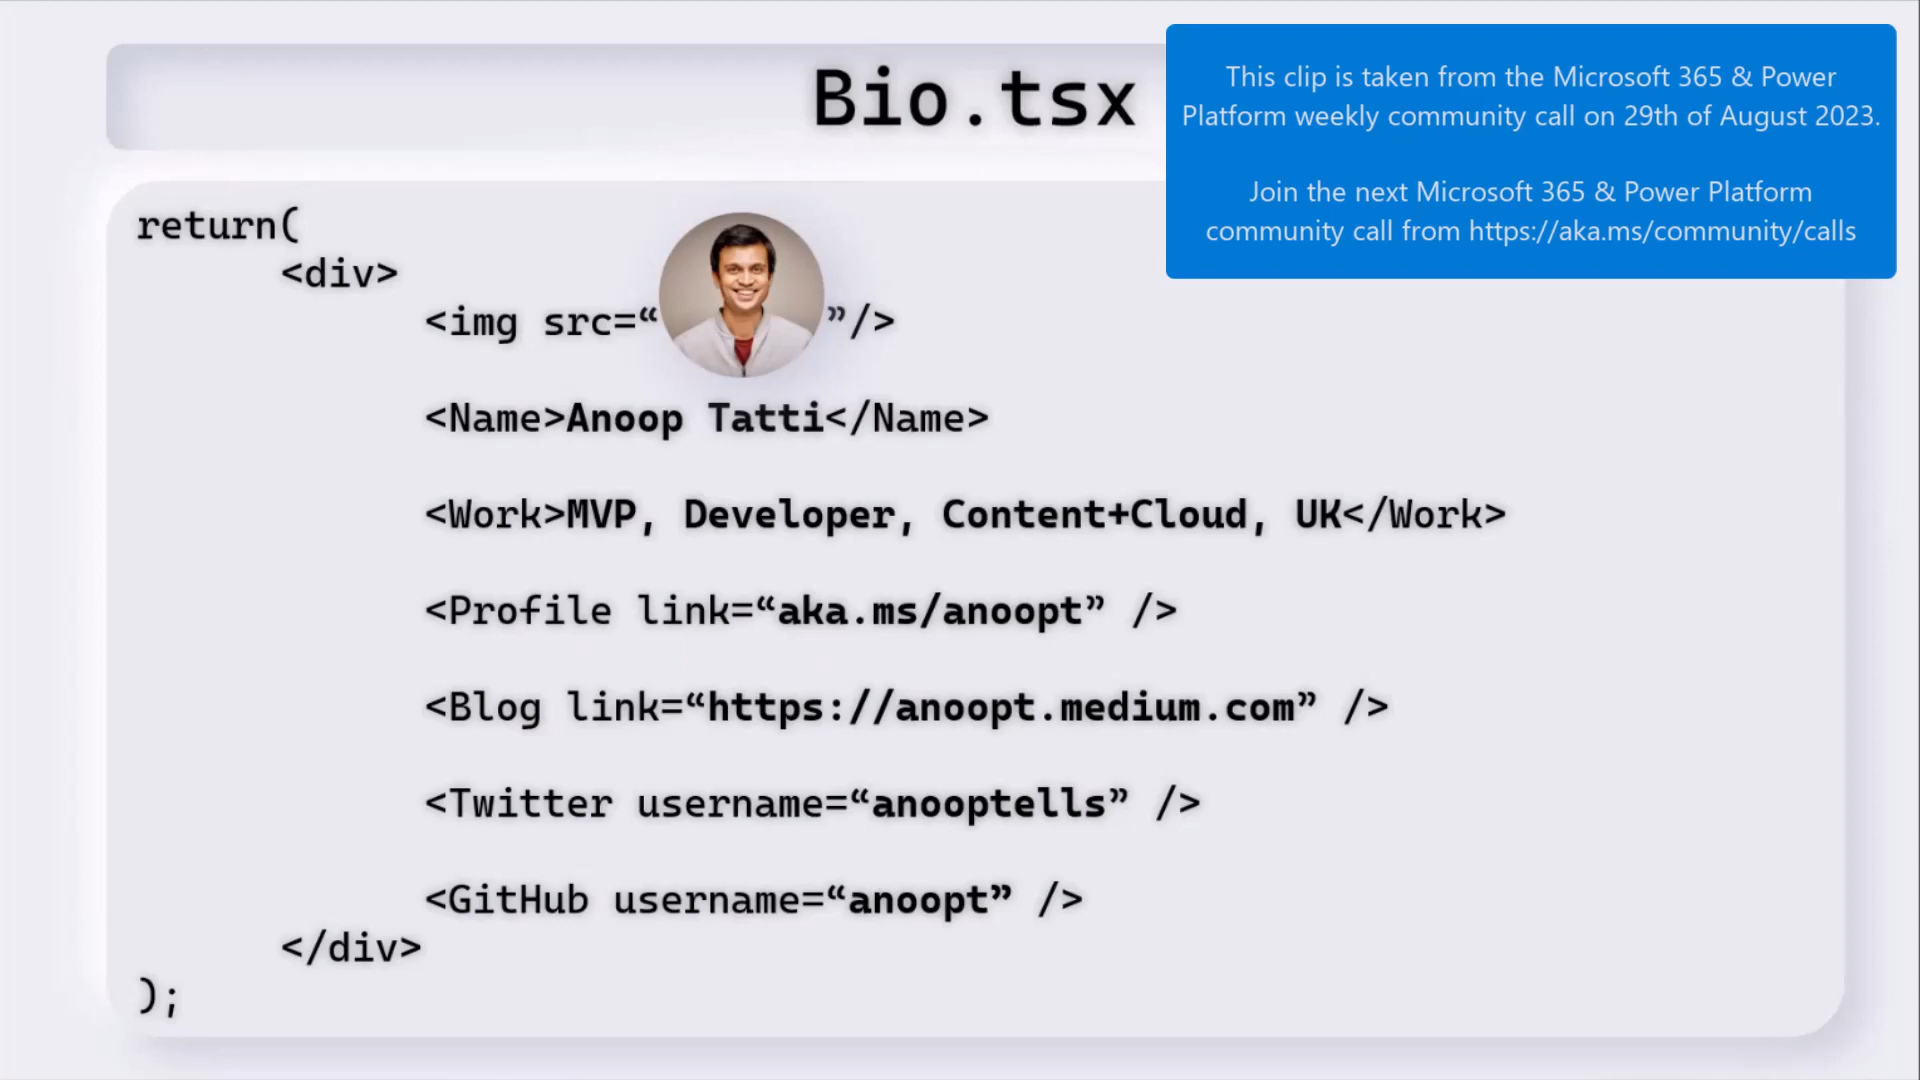 Bio.tsx
This clip is taken from the Microsoft 365 & Power
Platform weekly community call on 29th of August 2023.
Join the next Microsoft 365 & Power Platform
community call from https://aka.ms/community/calls
return(
<div>
<img src=“ ”/>
<Name>Anoop Tatti</Name>
<Work>MVP, Developer, Content+Cloud, UK</Work>
<Profile link=“aka.ms/anoopt” />
<Blog link=“https://anoopt.medium.com” />
<Twitter username=“anooptells” />
<GitHub username=“anoopt” />
</div>
);